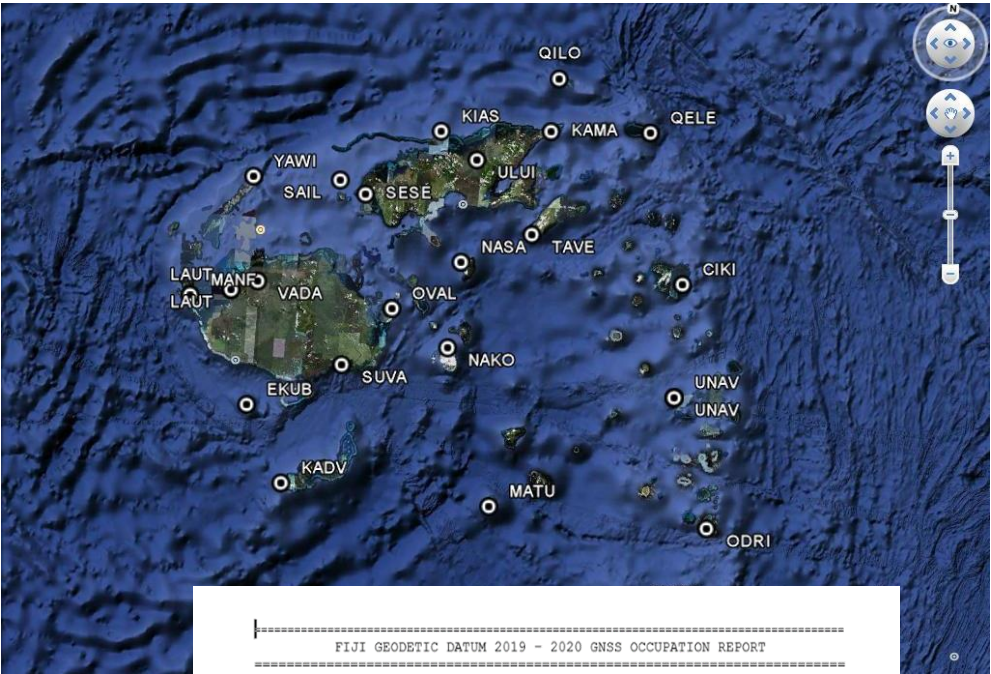 N
QILO
KIAS
KAMA
QELE
YAWI
ULUI
SAIL
SESE
NASA
TAVE
LAUT
MANF
CIKI
VADA
OVAL
LAUT
NAKO
SUVA
UNAV
EKUB
UNAV
KADV
MATU
ODRI
FIJI GEODETIC DATUM 2019 - 2020 GNSS OCCUPATION REPORT